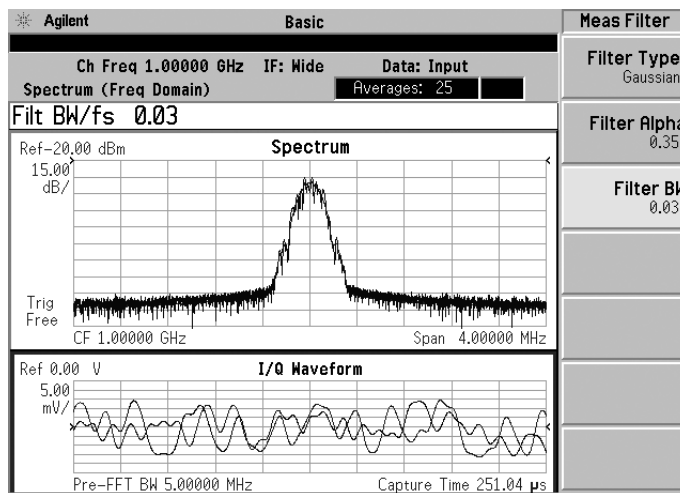 Agilent Basic Meas Filter
Ch Freq 1.00000 GHz IF: Wide Data: Input
Spectrum (Freq Domain) Averages: 25
Filter Type
Gaussian
Filt BW/fs 0.03
Filter Alpha
0.35
Ref-20.00 dBm Spectrum
15.00
dB/
Filter BW
0.03
Trig
Free
CF 1.00000 GHz Span 4.00000 MHz
Ref 0.00 V I/Q Waveform
5.00
mV/
Pre-FFT BW 5.00000 MHz Capture Time 251.04 µs